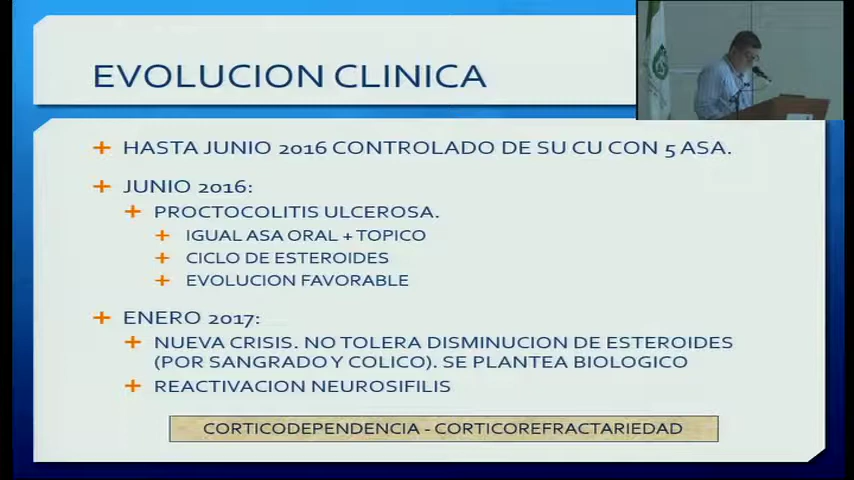 EVOLUCION CLINICA
HASTA JUNIO 2016 CONTROLADO DE SU CU CON 5 ASA.
JUNIO 2016:
PROCTOCOLITIS ULCEROSA.
IGUAL ASA ORAL + TOPICO
CICLO DE ESTEROIDES
EVOLUCION FAVORABLE
ENERO 2017:
NUEVA CRISIS. NO TOLERA DISMINUCION DE ESTEROIDES
(POR SANGRADO Y COLICO). SE PLANTEA BIOLOGICO
REACTIVACION NEUROSIFILIS
CORTICODEPENDENCIA - CORTICOREFRACTARIEDAD